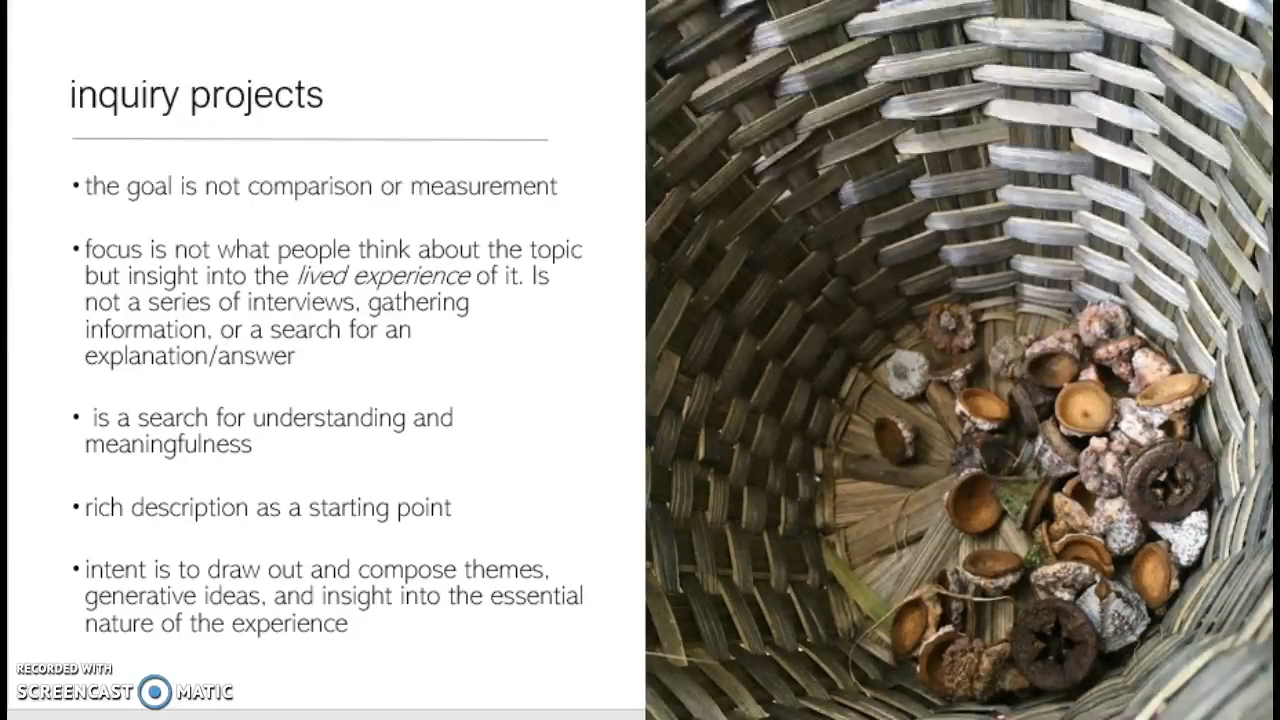 inquiry projects
• the goal is not comparison or measurement
• focus is not what people think about the topic
but insight into the lived experience of it. Is
not a series of interviews, gathering
information, or a search for an
explanation/answer
• is a search for understanding and
meaningfulness
• rich description as a starting point
• intent is to draw out and compose themes,
generative ideas, and insight into the essential
nature of the experience
RECORDED WITH
SCREENCAST MATIC